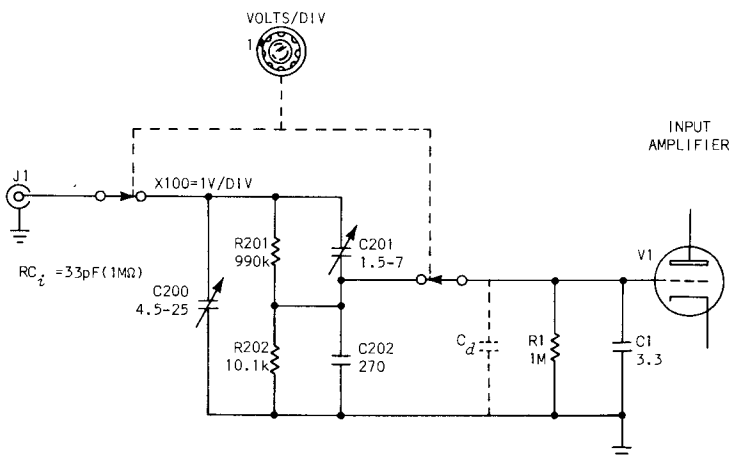 VOLTS/DIV
1
INPUT
AMPLIFIER
J1
X100=1V/DIV
V1
R201
990k
C201
1.5-7
RCi =33pF(1MΩ)
C200
4.5-25
R202
10.1k
C202
270
Cd
R1
1M
C1
3.3